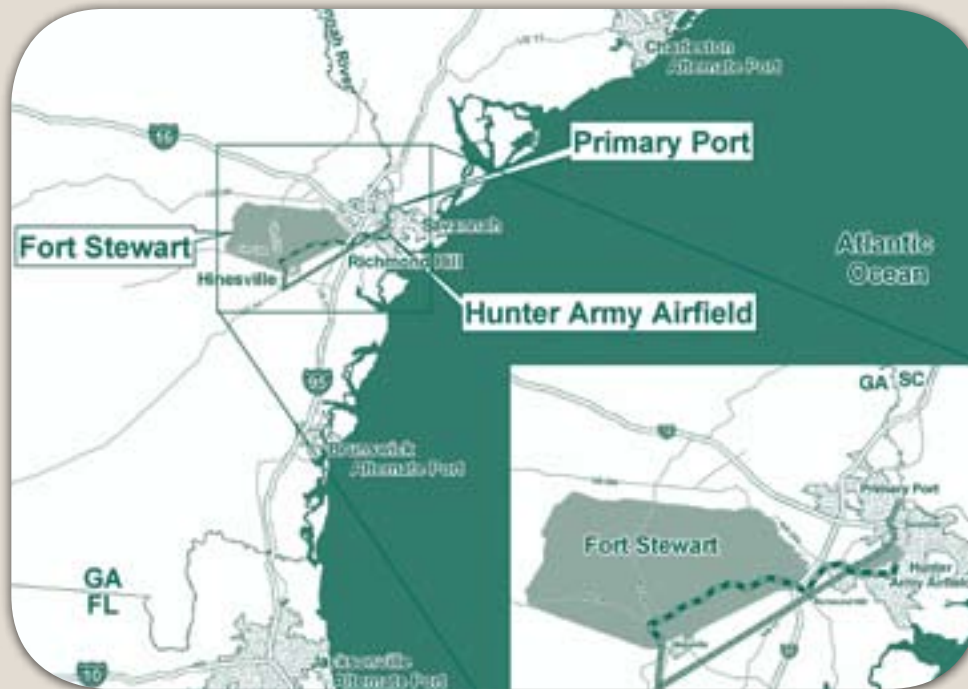 Charleston
Alternate Port
River
16
Primary Port
Fort Stewart
Savannah
Richmond Hill
Hinesville
Hunter Army Airfield
Atlantic
Ocean
95
Brunswick
Alternate Port
GA
FL
10
Alternate Port
GA SC
Primary Port
Fort Stewart
Hunter
Army Airfield